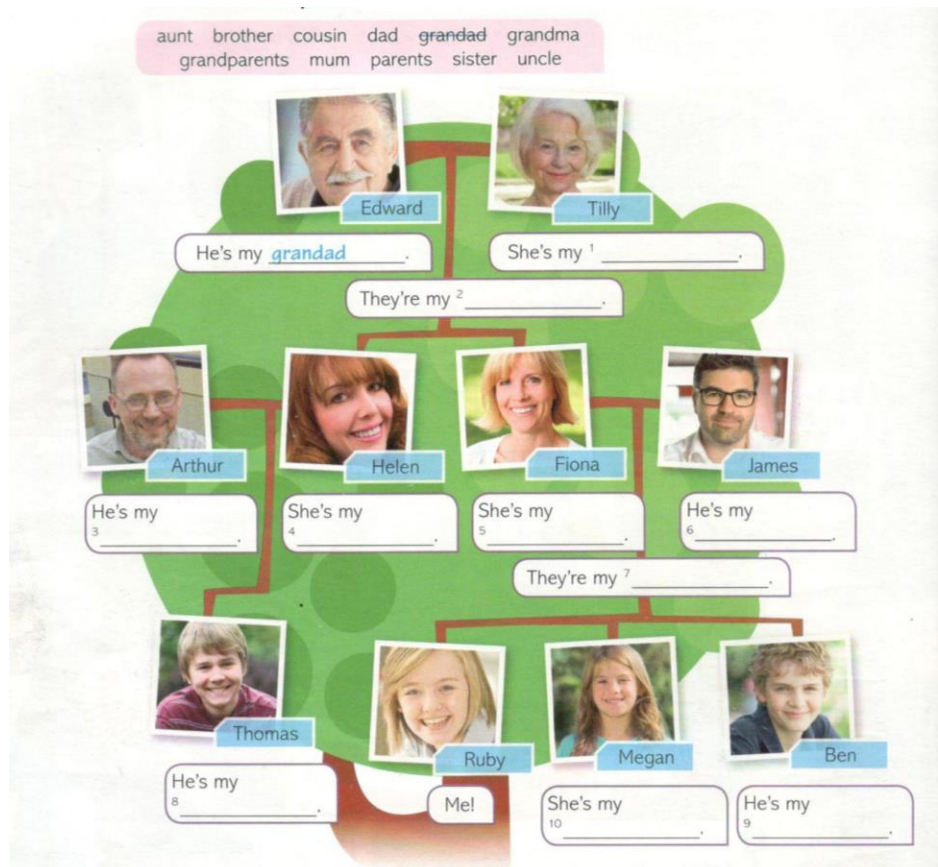 aunt brother cousin dad grandad grandma
grandparents mum parents sister uncle
Edward
Tilly
He's my grandad.
She's my 1 ____________.
They're my 2 ____________.
Arthur
Helen
Fiona
James
He's my
3 ____________.
She's my
4 ____________.
She's my
5 ____________.
He's my
6 ____________.
They're my 7 ____________.
Thomas
Ruby
Megan
Ben
He's my
8 ____________.
Me!
She's my
10 ____________.
He's my
9 ____________.